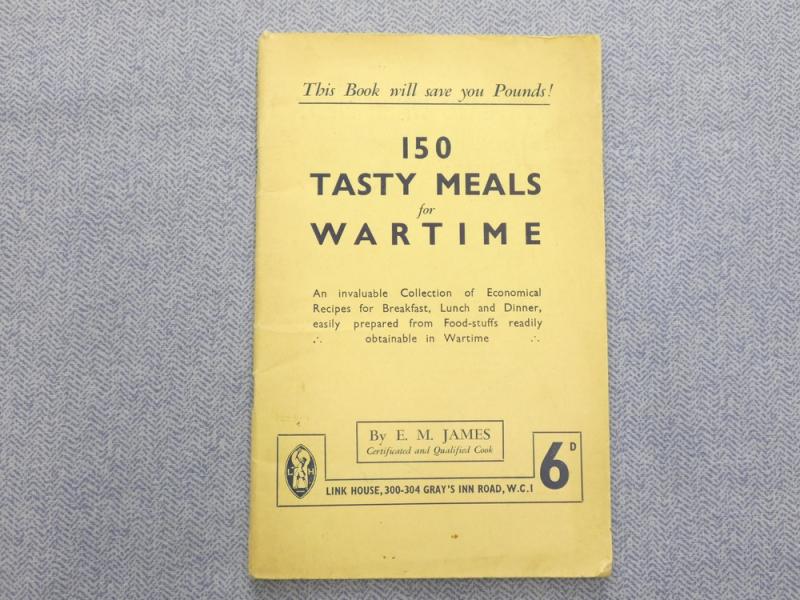 This Book will save you Pounds!
150
TASTY MEALS
for
WARTIME
An invaluable Collection of Economical
Recipes for Breakfast, Lunch and Dinner,
easily prepared from Food-stuffs readily
∴ obtainable in Wartime ∴
By E. M. JAMES
Certificated and Qualified Cook
L H
LINK HOUSE, 300-304 GRAY'S INN ROAD, W.C.1
6D